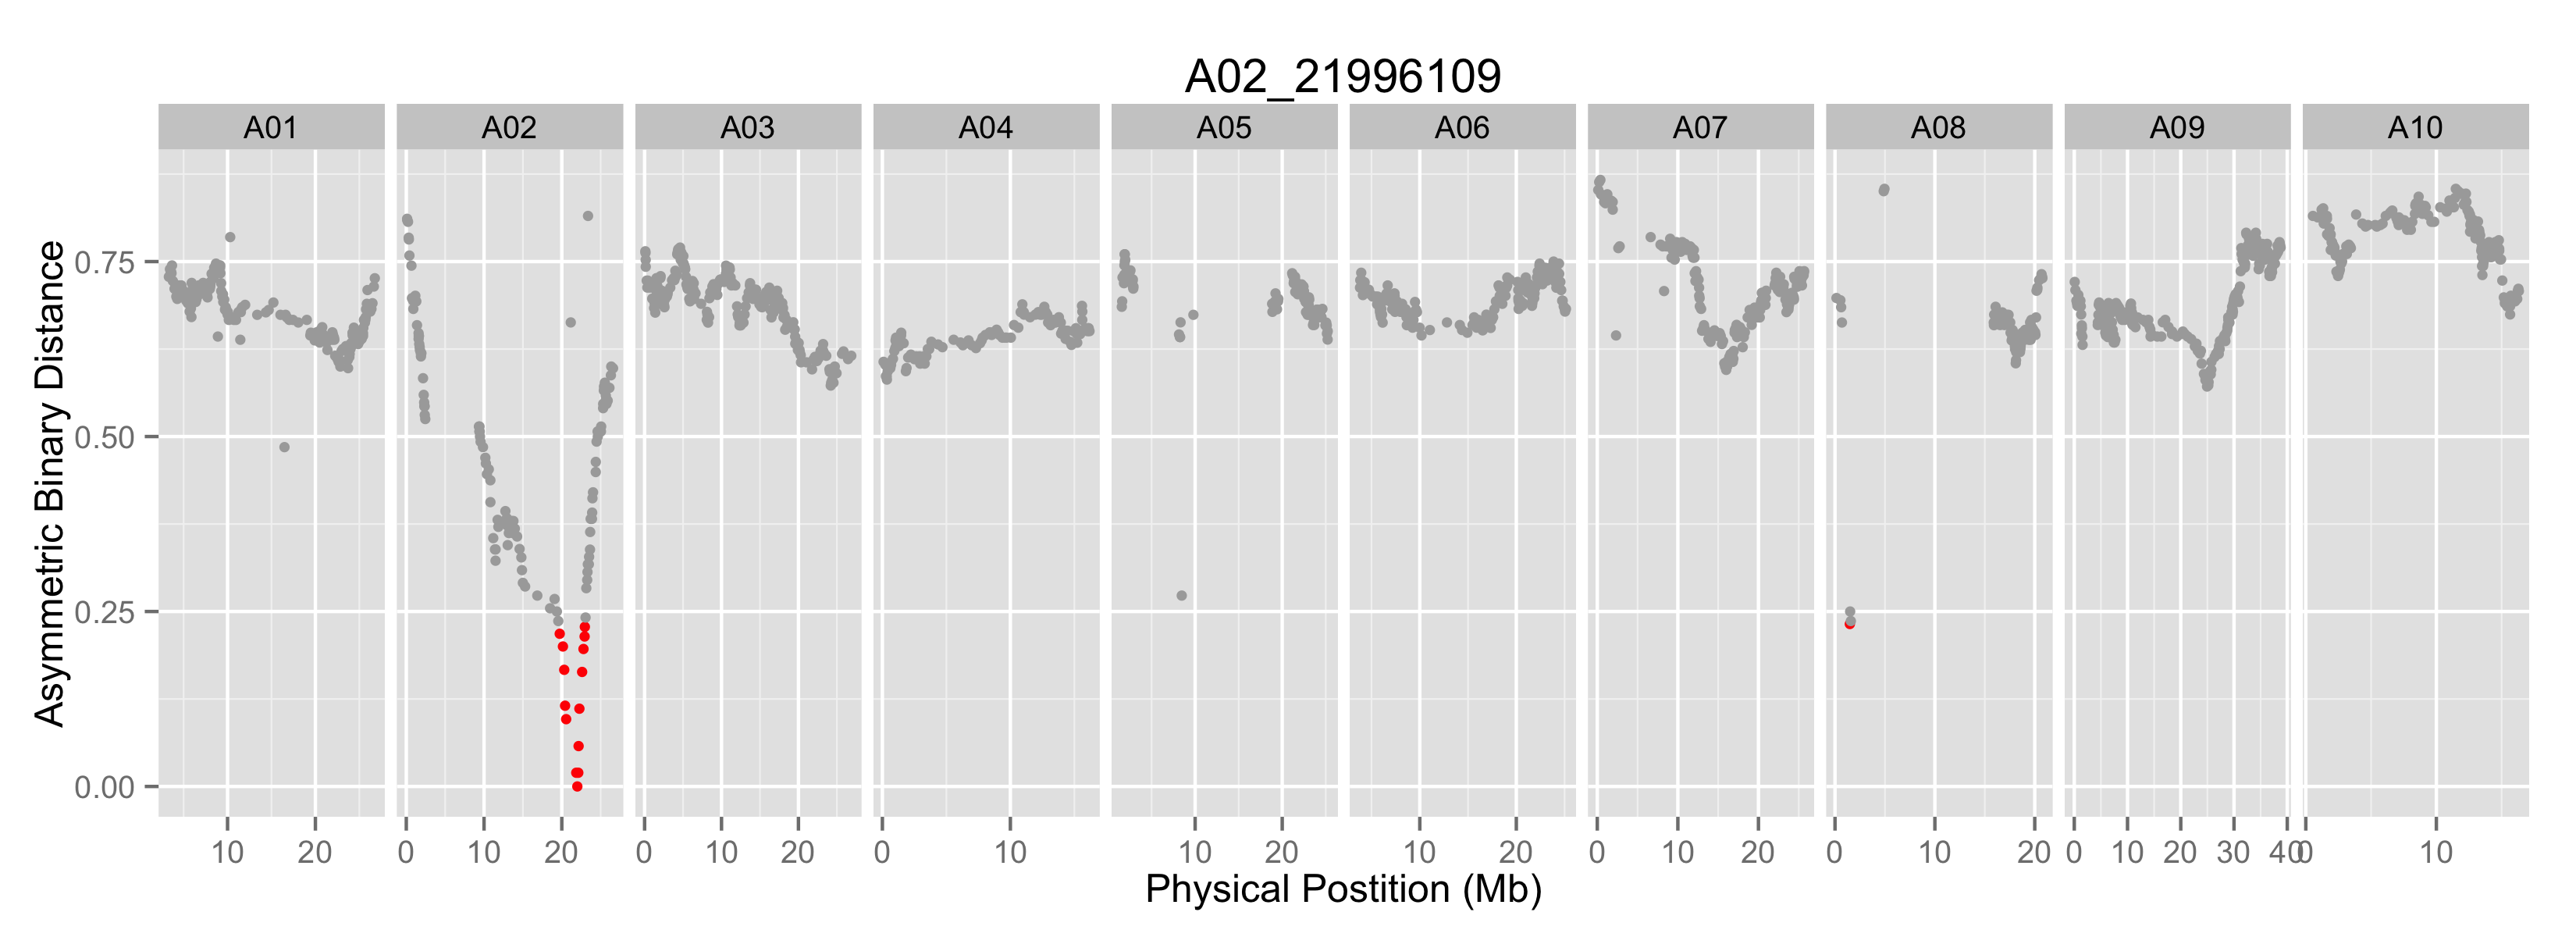 A02_21996109
A01 A02 A03 A04 A05 A06 A07 A08 A09 A10
Asymmetric Binary Distance
0.75
0.50
0.25
0.00
10 20 0 10 20 0 10 20 0 10 10 20 10 20 0 10 20 0 10 20 0 10 20 30 40 0 10
Physical Postition (Mb)